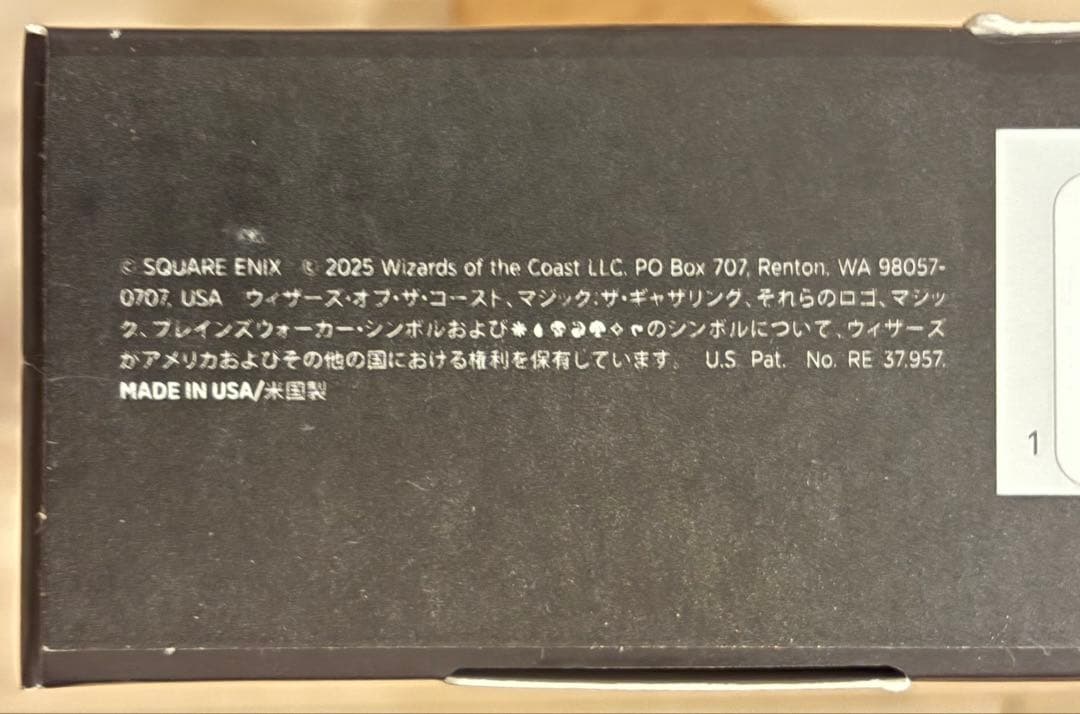 © SQUARE ENIX © 2025 Wizards of the Coast LLC. PO Box 707, Renton, WA 98057-
0707, USA ウィザーズ・オブ・ザ・コースト、マジック:ザ・ギャザリング、それらのロゴ、マジッ
ク、プレインズウォーカー・シンボルおよびのシンボルについて、ウィザーズ
がアメリカおよびその他の国における権利を保有しています。 U.S Pat. No. RE 37,957.
MADE IN USA/米国製
1